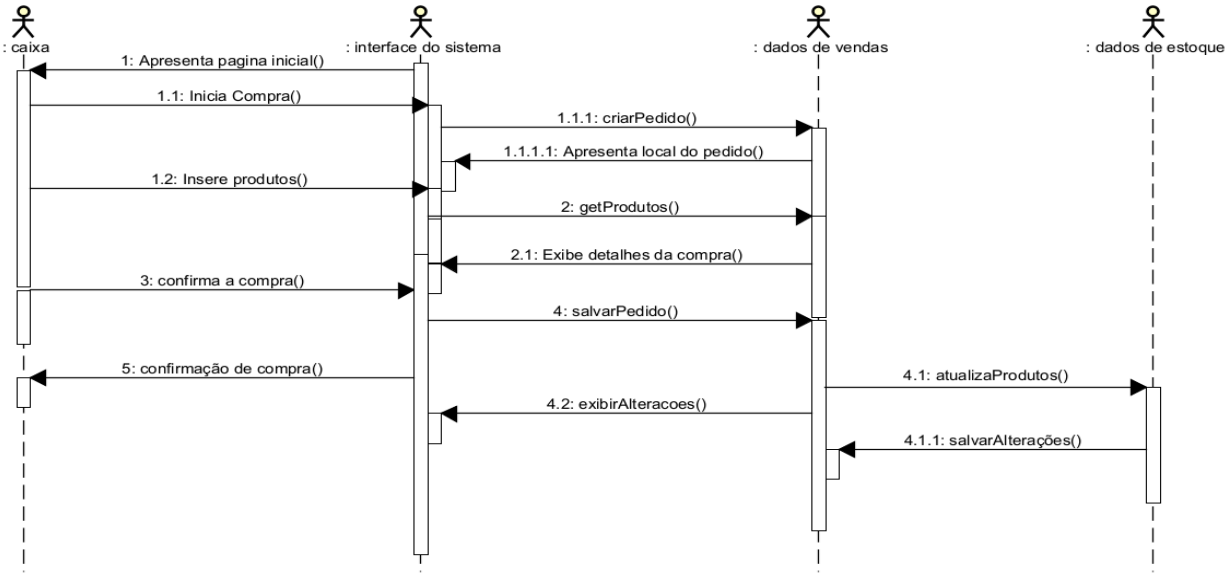 : caixa
: interface do sistema
: dados de vendas
: dados de estoque
1: Apresenta pagina inicial()
1.1: Inicia Compra()
1.1.1: criarPedido()
1.1.1.1: Apresenta local do pedido()
1.2: Insere produtos()
2: getProdutos()
2.1: Exibe detalhes da compra()
3: confirma a compra()
4: salvarPedido()
5: confirmação de compra()
4.1: atualizaProdutos()
4.2: exibirAlteracoes()
4.1.1: salvarAlterações()